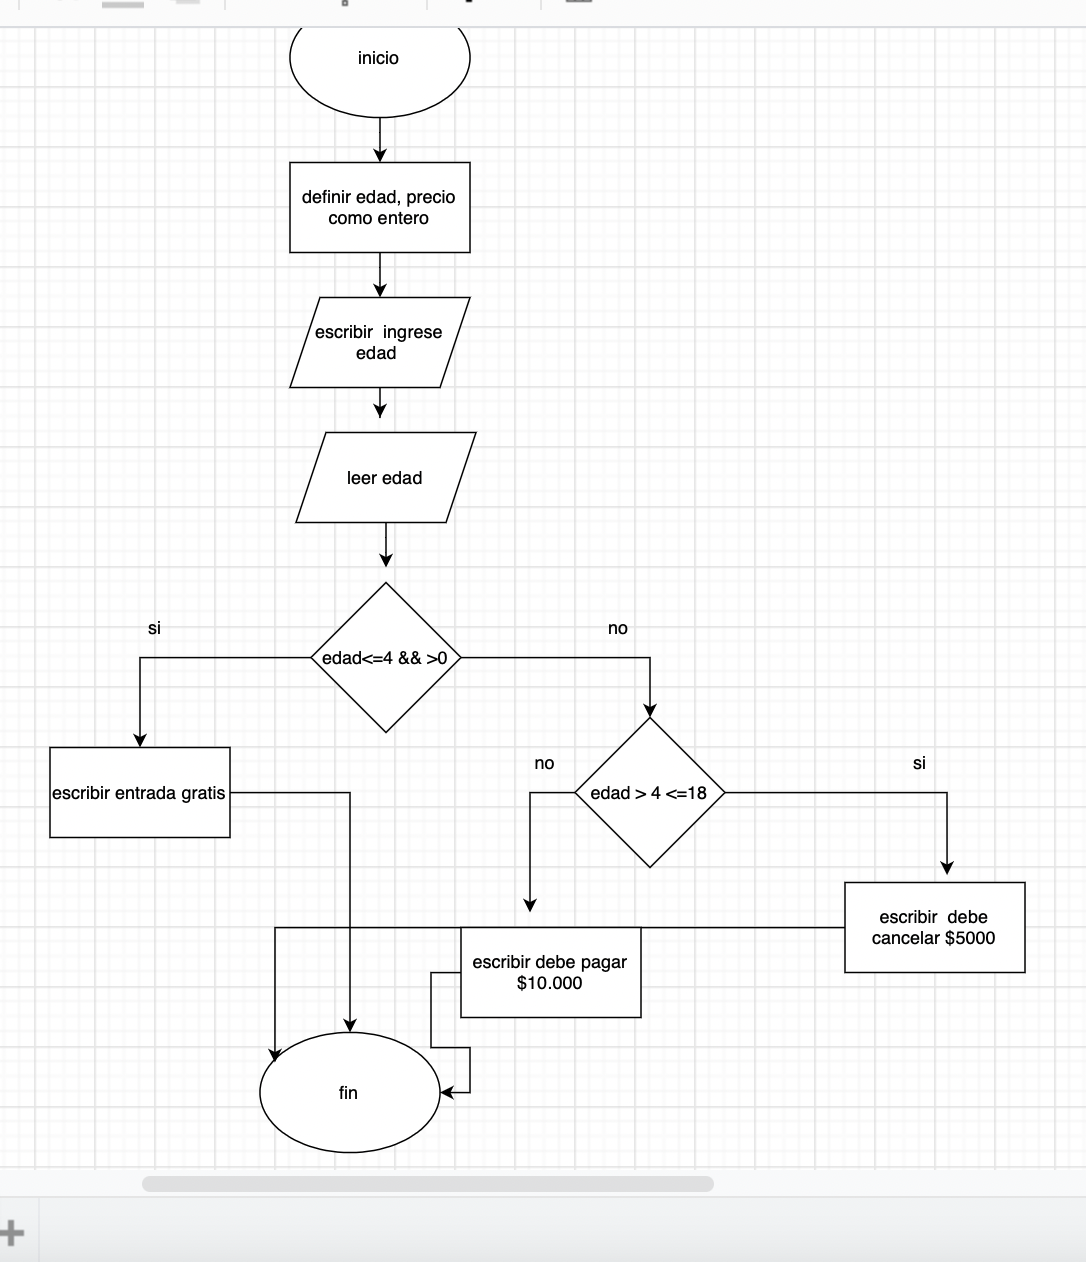 inicio
definir edad, precio
como entero
escribir  ingrese
edad
leer edad
si
no
edad<=4 && >0
no
si
escribir entrada gratis
edad > 4 <=18
escribir  debe
cancelar $5000
escribir debe pagar
$10.000
fin